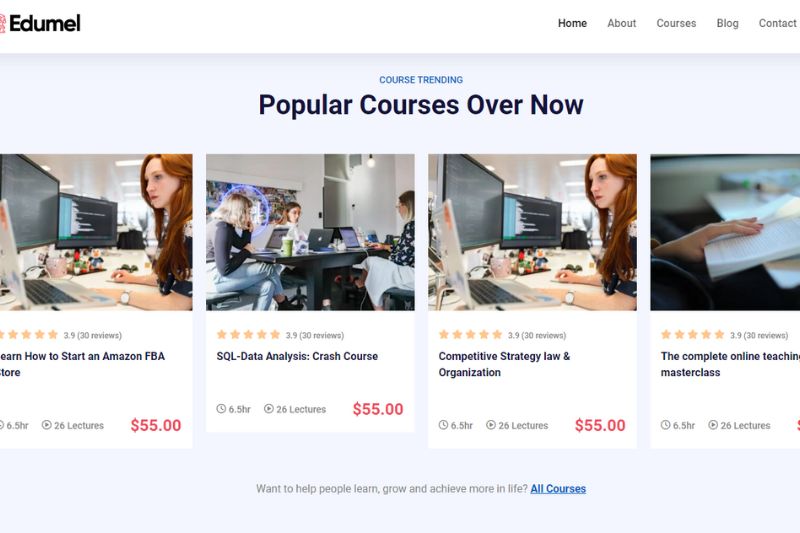 Edumel
Home About Courses Blog Contact
COURSE TRENDING
Popular Courses Over Now
3.9 (30 reviews)
earn How to Start an Amazon FBA
tore
6.5hr 26 Lectures $55.00
3.9 (30 reviews)
SQL-Data Analysis: Crash Course
6.5hr 26 Lectures $55.00
3.9 (30 reviews)
Competitive Strategy law &
Organization
6.5hr 26 Lectures $55.00
3.9 (30 reviews)
The complete online teaching
masterclass
6.5hr 26 Lectures
Want to help people learn, grow and achieve more in life? All Courses